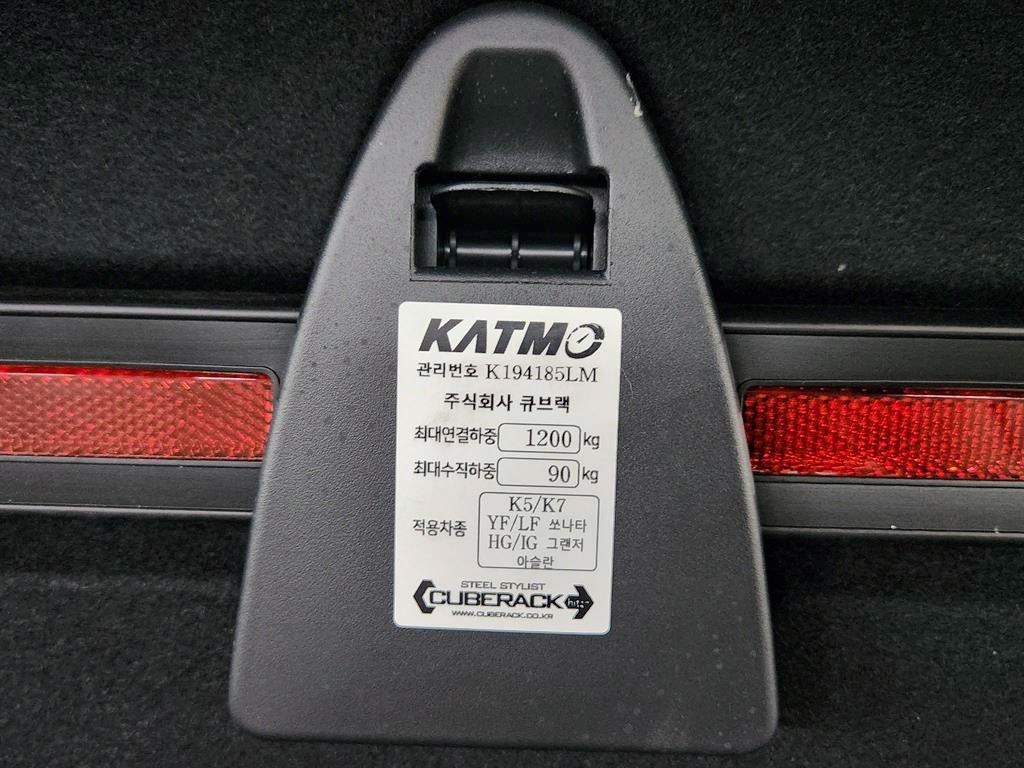 KATMO
관리번호 K194185LM
주식회사 큐브랙
최대연결하중 1200 kg
최대수직하중 90 kg
적용차종
K5/K7
YF/LF 쏘나타
HG/IG 그랜저
아슬란
STEEL STYLIST
CUBERACK
WWW.CUBERACK.CO.KR